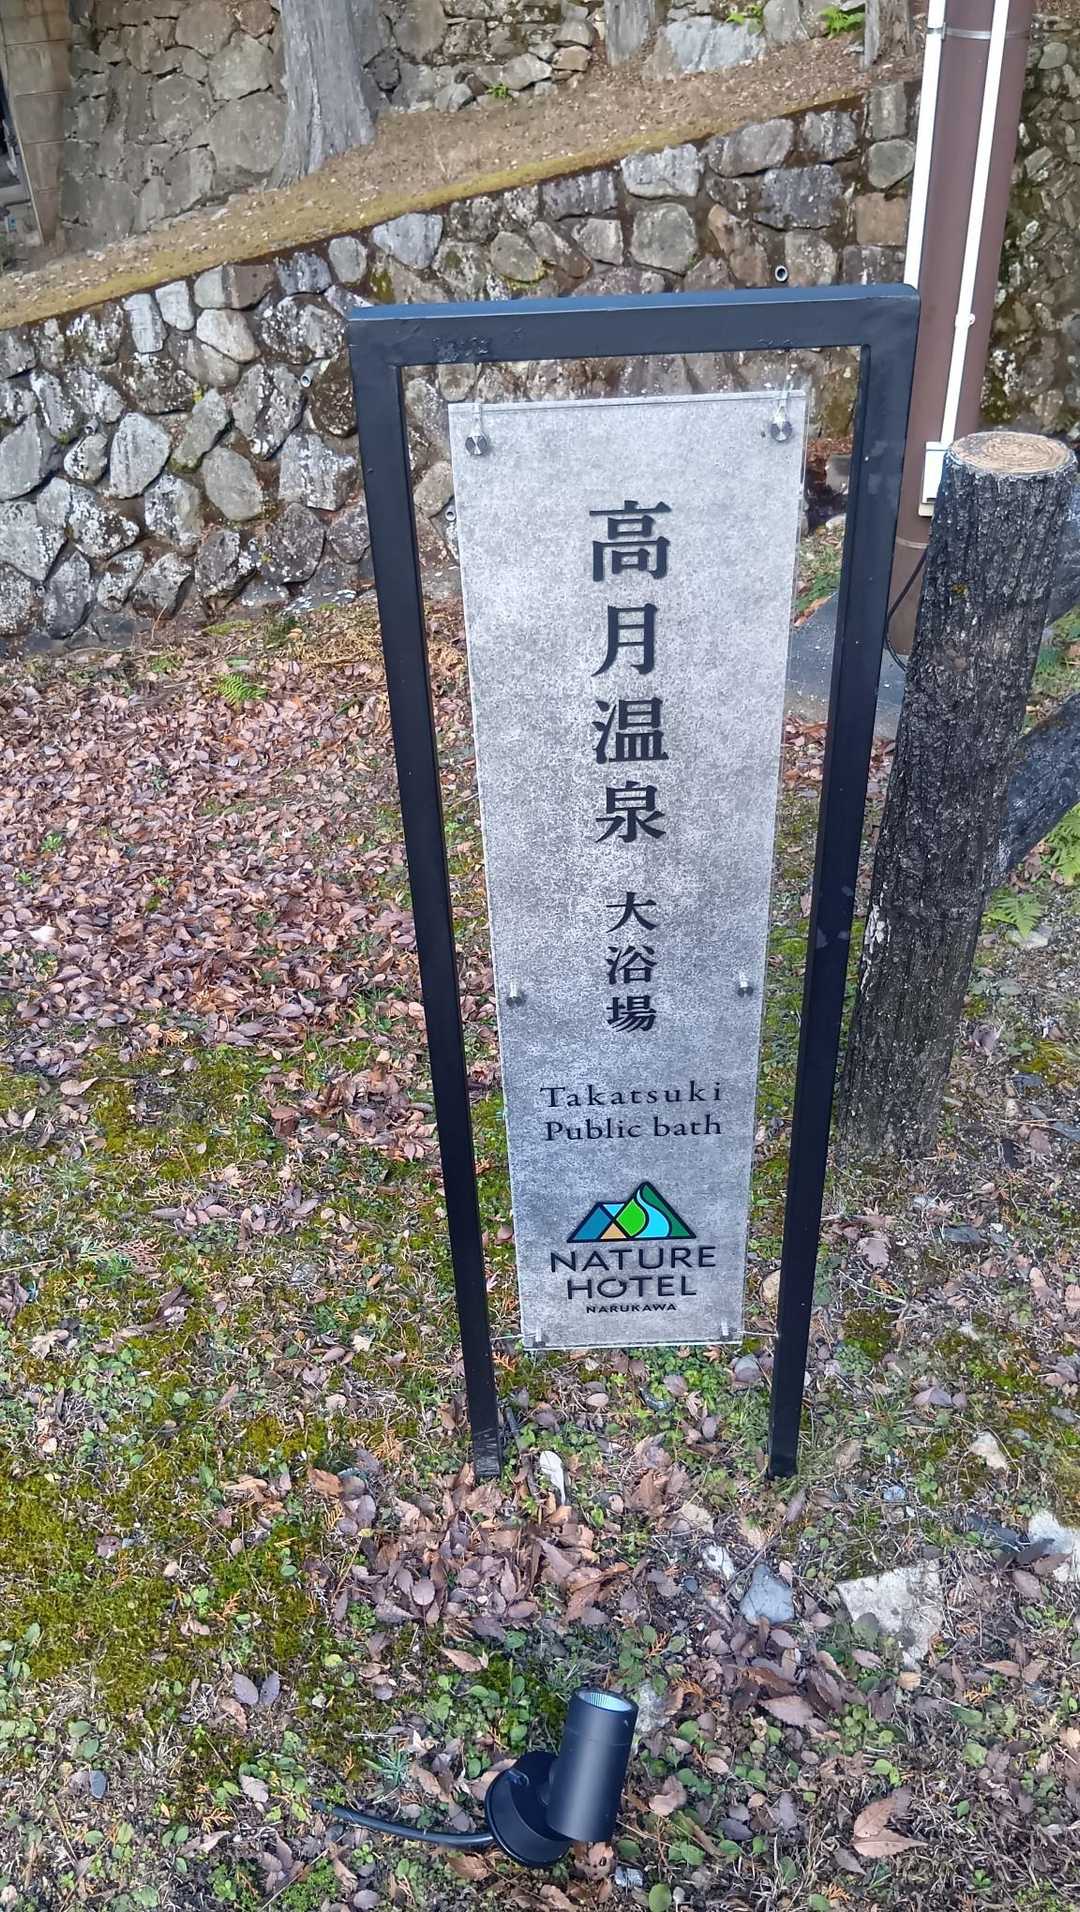 高月温泉 大浴場
Takatsuki
Public bath
NATURE
HOTEL
NARUKAWA